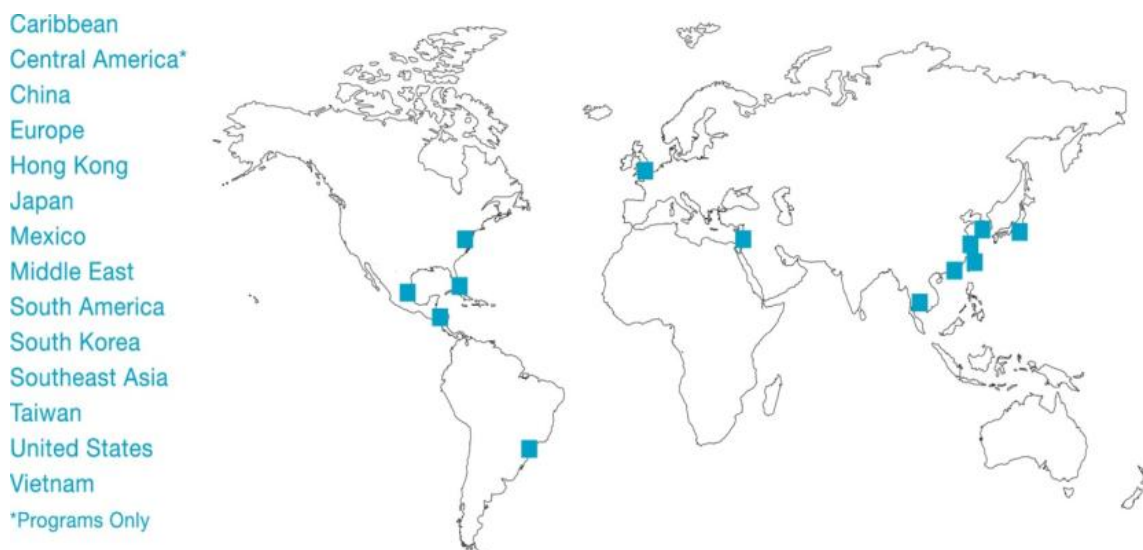 Caribbean
Central America*
China
Europe
Hong Kong
Japan
Mexico
Middle East
South America
South Korea
Southeast Asia
Taiwan
United States
Vietnam
*Programs Only